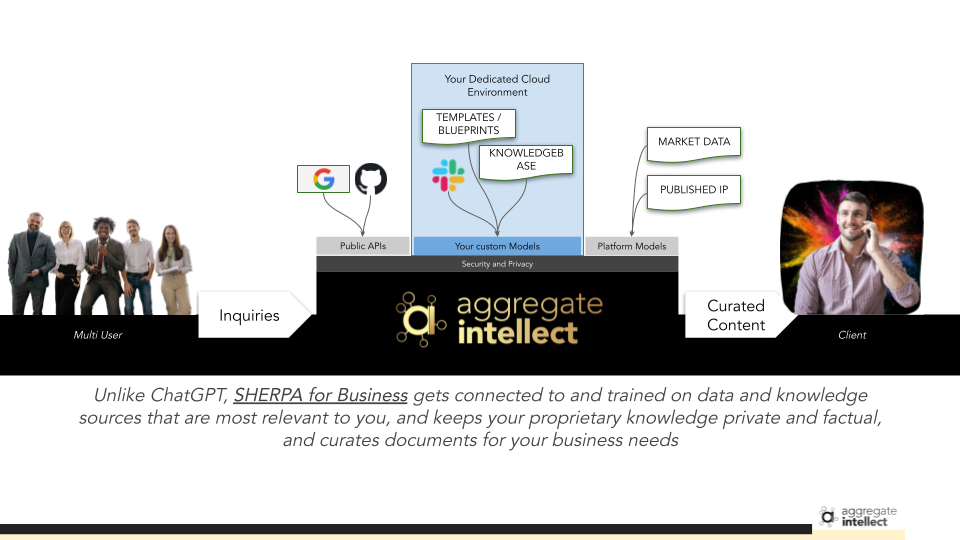 Your Dedicated Cloud
Environment
TEMPLATES /
BLUEPRINTS
KNOWLEDGEB
ASE
MARKET DATA
PUBLISHED IP
Public APIs
Your custom Models
Platform Models
Security and Privacy
aggregate
intellect
Inquiries
Curated
Content
Multi User
Client
Unlike ChatGPT, SHERPA for Business gets connected to and trained on data and knowledge
sources that are most relevant to you, and keeps your proprietary knowledge private and factual,
and curates documents for your business needs
aggregate
intellect